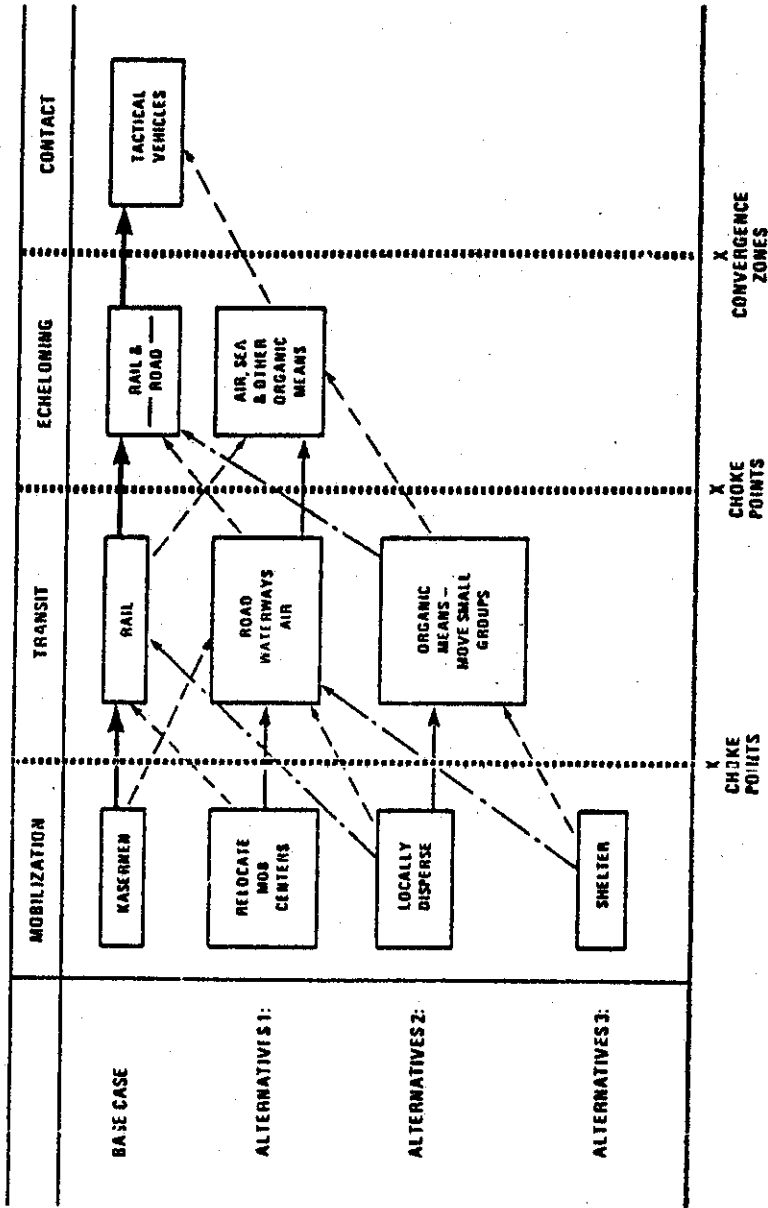 MOBILIZATION
TRANSIT
ECHELONING
CONTACT
BASE CASE
KASERNEN
RAIL
RAIL &
ROAD
TACTICAL
VEHICLES
ALTERNATIVES 1:
RELOCATE
MOB
CENTERS
ROAD
WATERWAYS
AIR
AIR, SEA
& OTHER
ORGANIC
MEANS
ALTERNATIVES 2:
LOCALLY
DISPERSE
ORGANIC
MEANS –
MOVE SMALL
GROUPS
ALTERNATIVES 3:
SHELTER
X
CHOKE
POINTS
X
CHOKE
POINTS
X
CONVERGENCE
ZONES